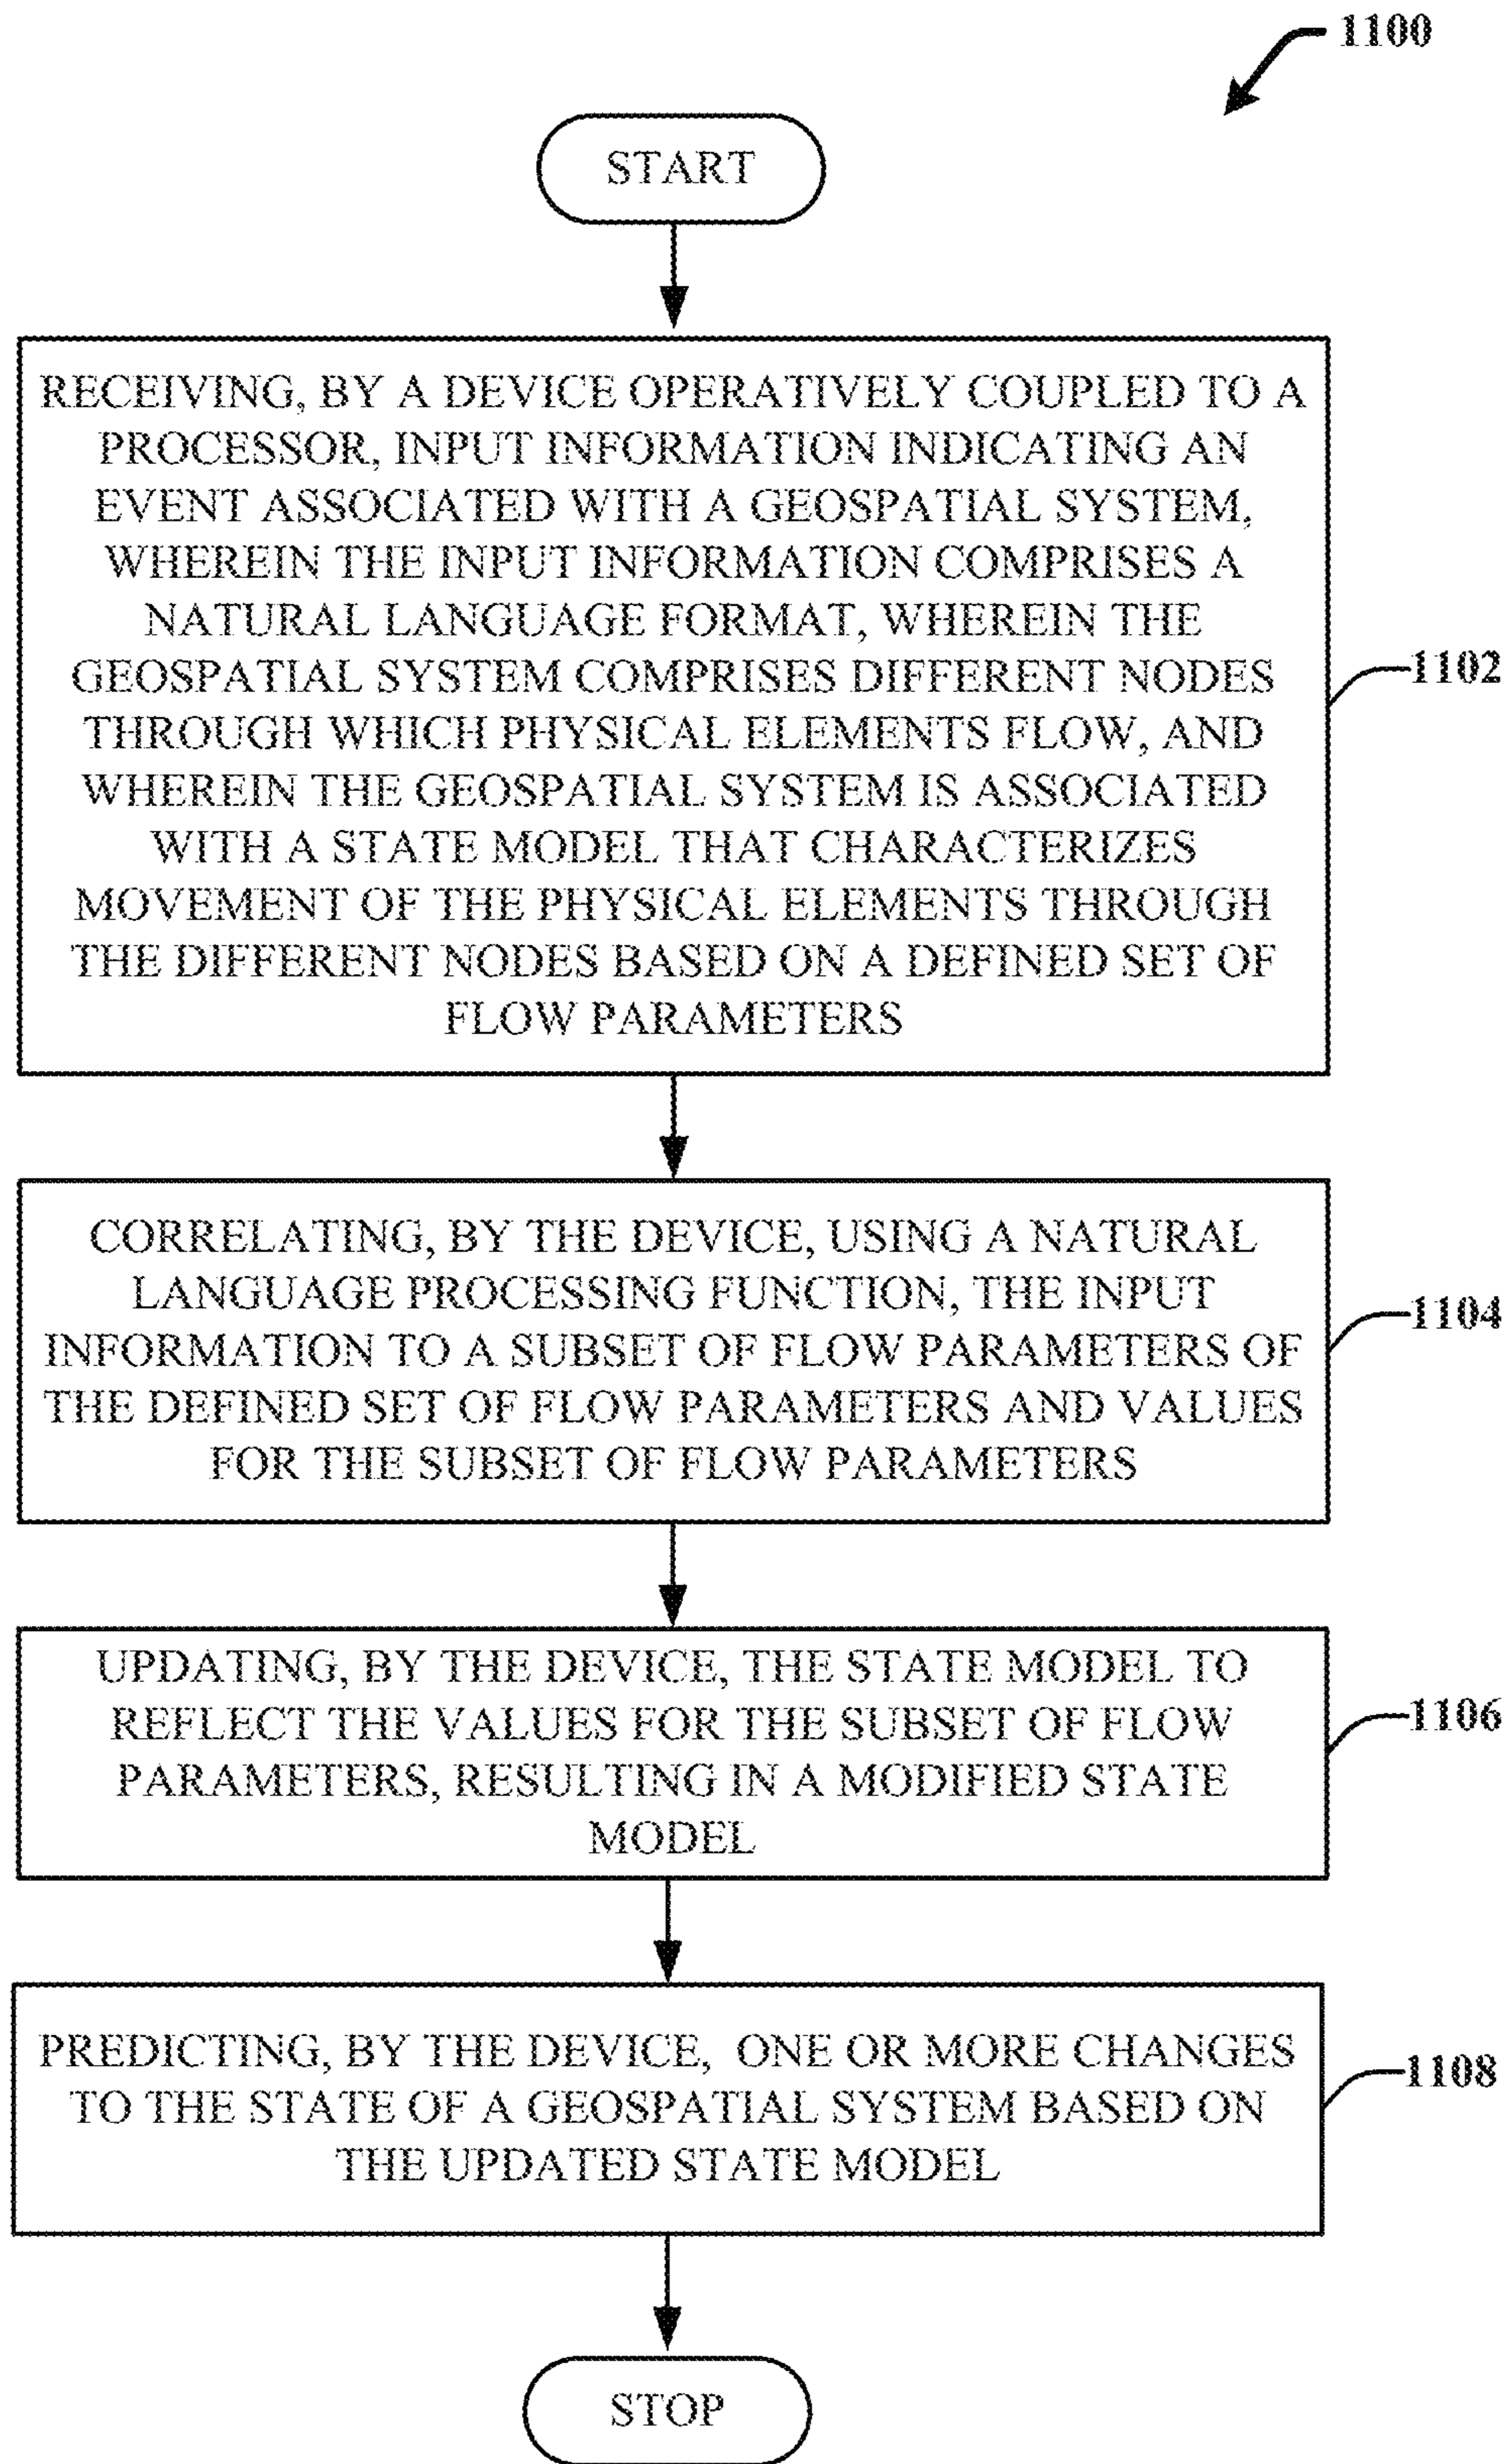 1100
START
RECEIVING, BY A DEVICE OPERATIVELY COUPLED TO A
PROCESSOR, INPUT INFORMATION INDICATING AN
EVENT ASSOCIATED WITH A GEOSPATIAL SYSTEM,
WHEREIN THE INPUT INFORMATION COMPRISES A
NATURAL LANGUAGE FORMAT, WHEREIN THE
GEOSPATIAL SYSTEM COMPRISES DIFFERENT NODES
THROUGH WHICH PHYSICAL ELEMENTS FLOW, AND
WHEREIN THE GEOSPATIAL SYSTEM IS ASSOCIATED
WITH A STATE MODEL THAT CHARACTERIZES
MOVEMENT OF THE PHYSICAL ELEMENTS THROUGH
THE DIFFERENT NODES BASED ON A DEFINED SET OF
FLOW PARAMETERS
1102
CORRELATING, BY THE DEVICE, USING A NATURAL
LANGUAGE PROCESSING FUNCTION, THE INPUT
INFORMATION TO A SUBSET OF FLOW PARAMETERS OF
THE DEFINED SET OF FLOW PARAMETERS AND VALUES
FOR THE SUBSET OF FLOW PARAMETERS
1104
UPDATING, BY THE DEVICE, THE STATE MODEL TO
REFLECT THE VALUES FOR THE SUBSET OF FLOW
PARAMETERS, RESULTING IN A MODIFIED STATE
MODEL
1106
PREDICTING, BY THE DEVICE, ONE OR MORE CHANGES
TO THE STATE OF A GEOSPATIAL SYSTEM BASED ON
THE UPDATED STATE MODEL
1108
STOP